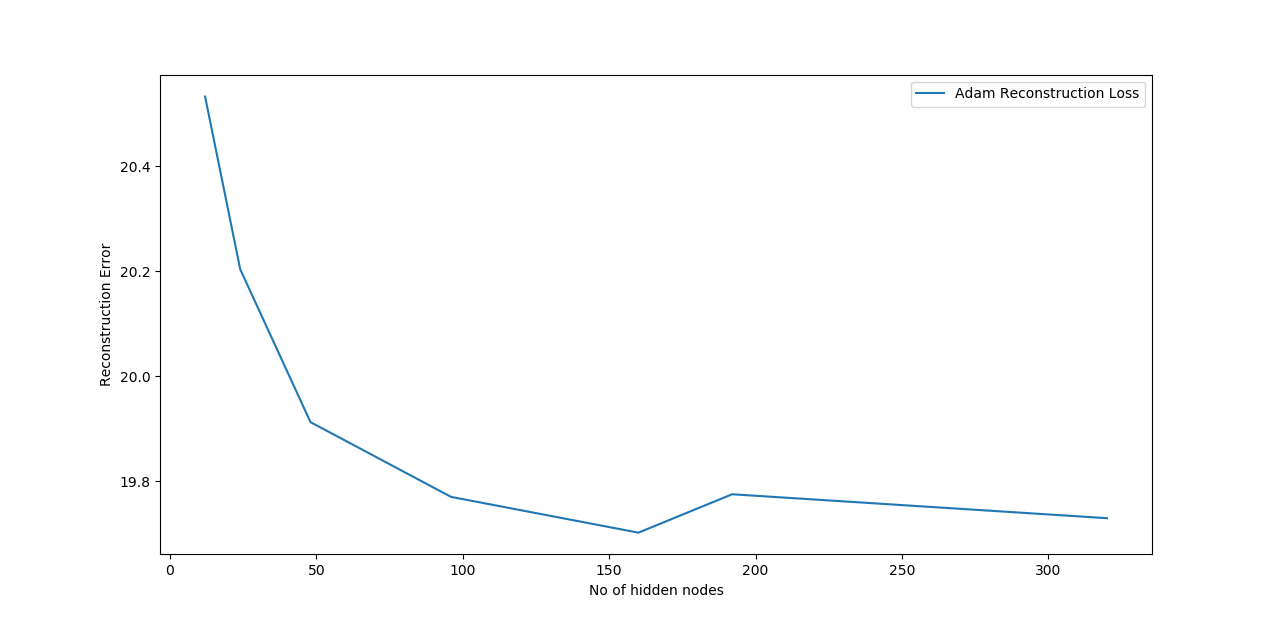 Adam Reconstruction Loss
Reconstruction Error
20.4
20.2
20.0
19.8
0 50 100 150 200 250 300
No of hidden nodes